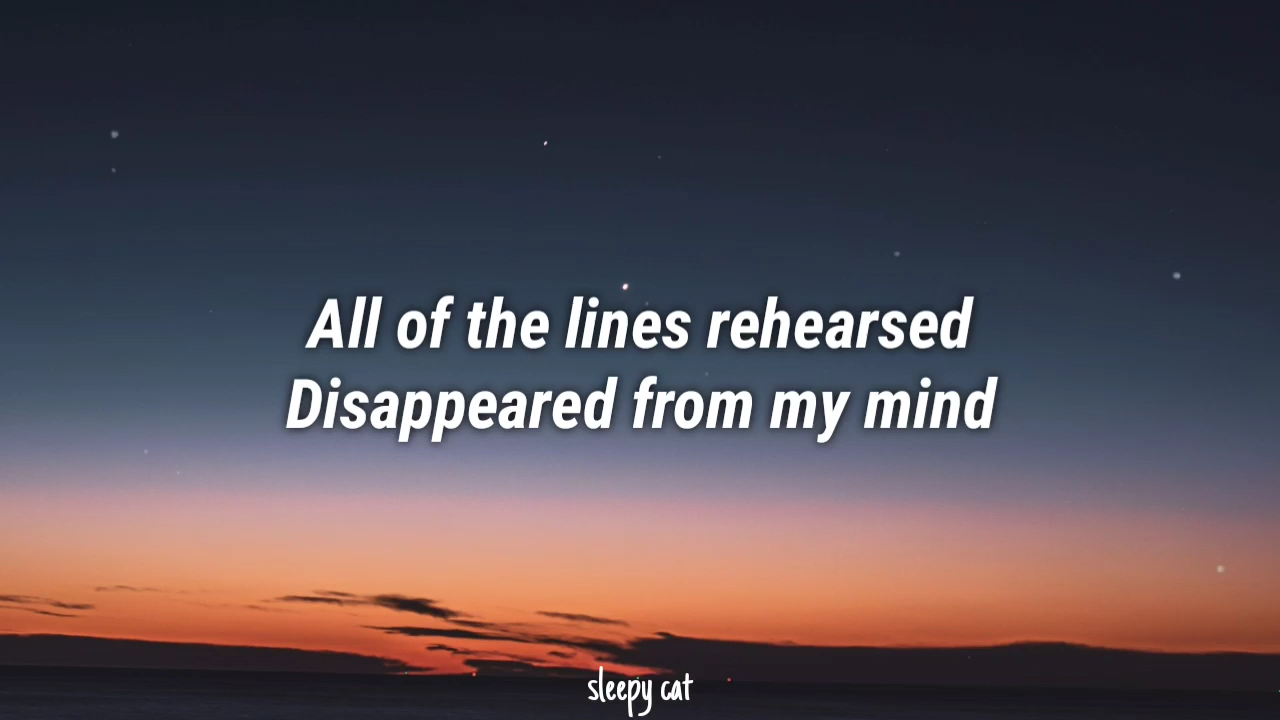 All of the lines rehearsed
Disappeared from my mind
sleepy cat